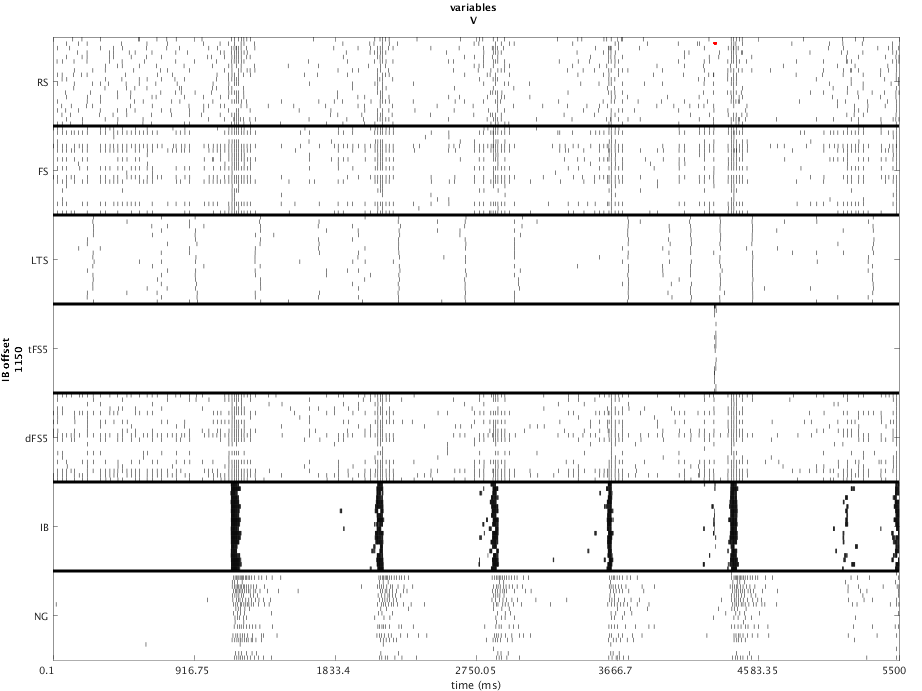 variables
V
RS
FS
LTS
IB offset
1150
tFS5
dFS5
IB
NG
0.1 916.75 1833.4 2750.05 3666.7 4583.35 5500
time (ms)